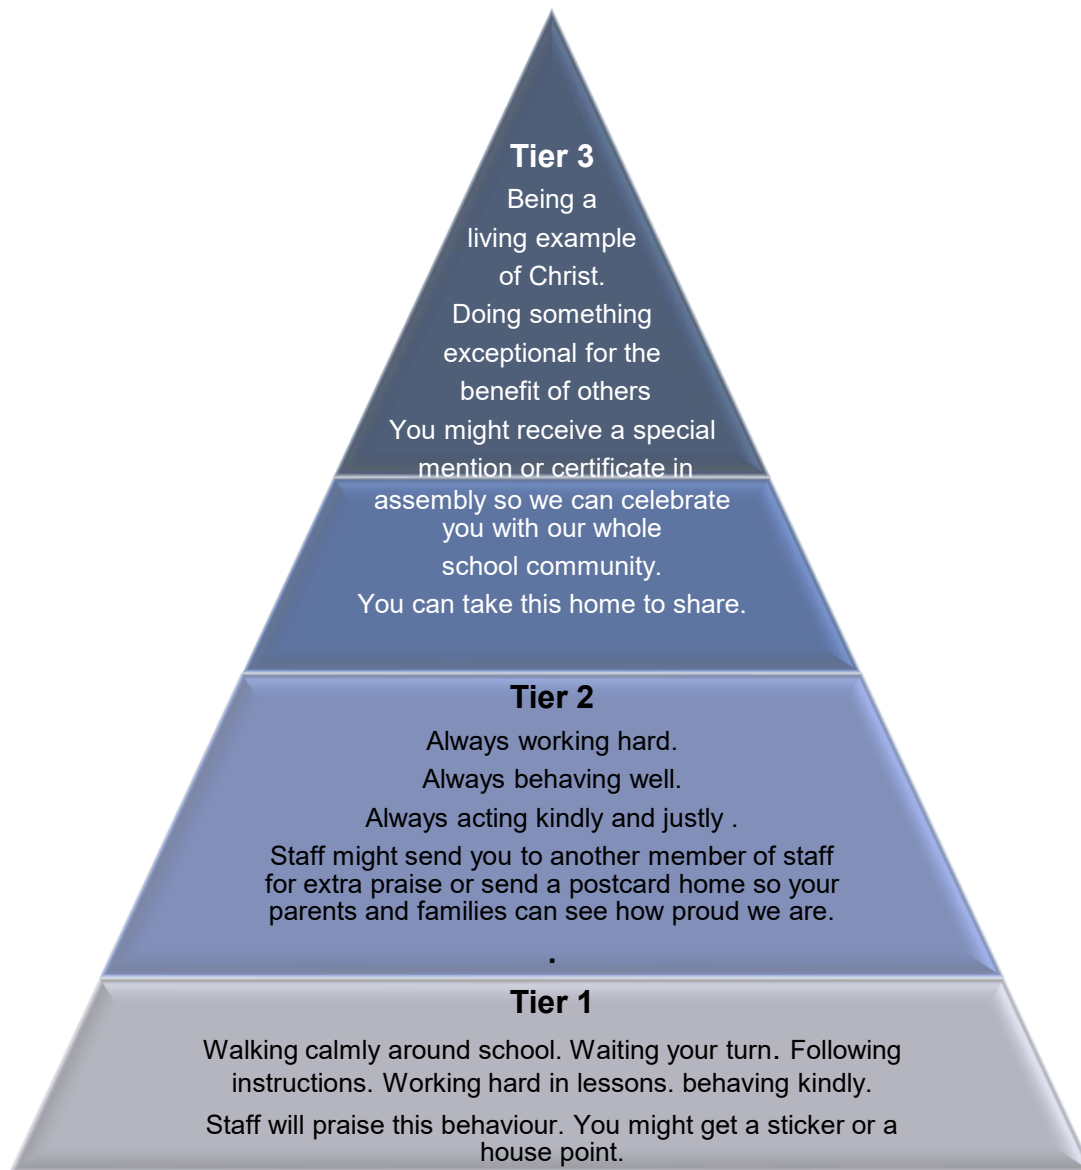 Tier 3
Being a
living example
of Christ.
Doing something
exceptional for the
benefit of others
You might receive a special
mention or certificate in
assembly so we can celebrate
you with our whole
school community.
You can take this home to share.
Tier 2
Always working hard.
Always behaving well.
Always acting kindly and justly .
Staff might send you to another member of staff
for extra praise or send a postcard home so your
parents and families can see how proud we are.
.
Tier 1
Walking calmly around school. Waiting your turn. Following
instructions. Working hard in lessons. behaving kindly.
Staff will praise this behaviour. You might get a sticker or a
house point.